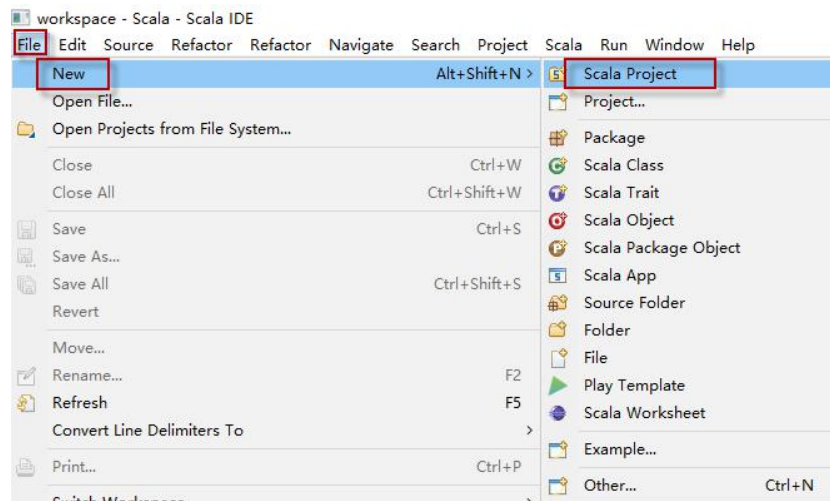 workspace - Scala - Scala IDE
File Edit Source Refactor Refactor Navigate Search Project Scala Run Window Help
New Alt+Shift+N >
Open File...
Open Projects from File System...
Close Ctrl+W
Close All Ctrl+Shift+W
Save Ctrl+S
Save As...
Save All Ctrl+Shift+S
Revert
Move...
Rename... F2
Refresh F5
Convert Line Delimiters To >
Print... Ctrl+P
Switch Workspace
Scala Project
Project...
Package
Scala Class
Scala Trait
Scala Object
Scala Package Object
Scala App
Source Folder
Folder
File
Play Template
Scala Worksheet
Example...
Other... Ctrl+N